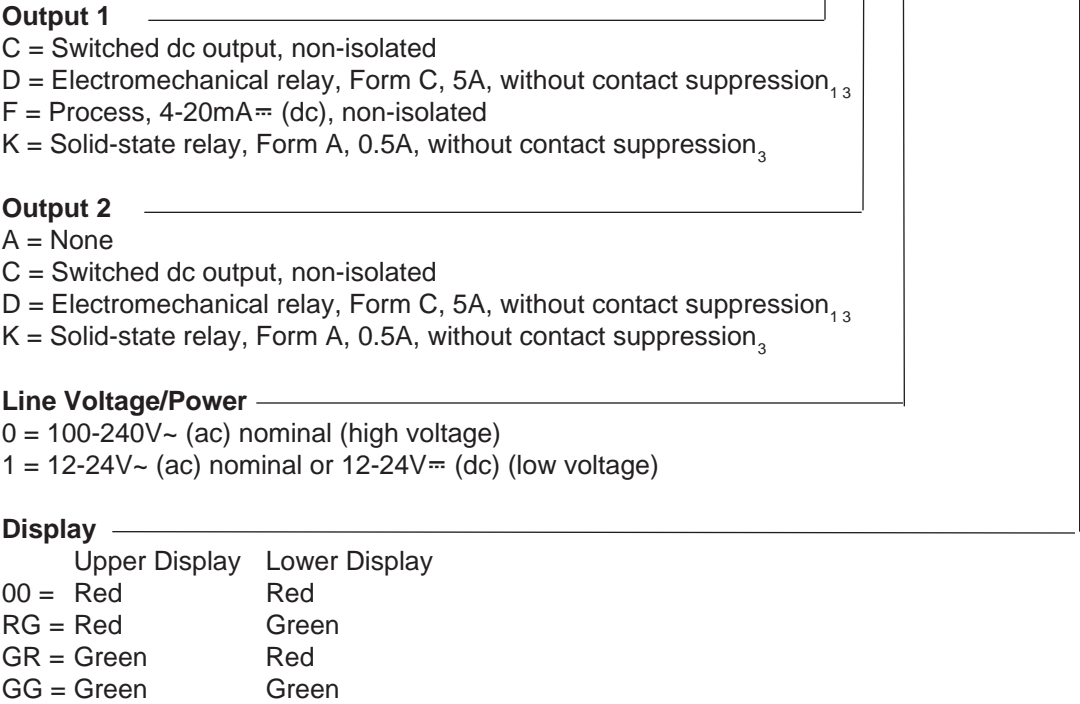 Output 1
C = Switched dc output, non-isolated
D = Electromechanical relay, Form C, 5A, without contact suppression₁ ₃
F = Process, 4-20mA⎓ (dc), non-isolated
K = Solid-state relay, Form A, 0.5A, without contact suppression₃
Output 2
A = None
C = Switched dc output, non-isolated
D = Electromechanical relay, Form C, 5A, without contact suppression₁ ₃
K = Solid-state relay, Form A, 0.5A, without contact suppression₃
Line Voltage/Power
0 = 100-240V~ (ac) nominal (high voltage)
1 = 12-24V~ (ac) nominal or 12-24V⎓ (dc) (low voltage)
Display
Upper Display Lower Display
00 = Red Red
RG = Red Green
GR = Green Red
GG = Green Green